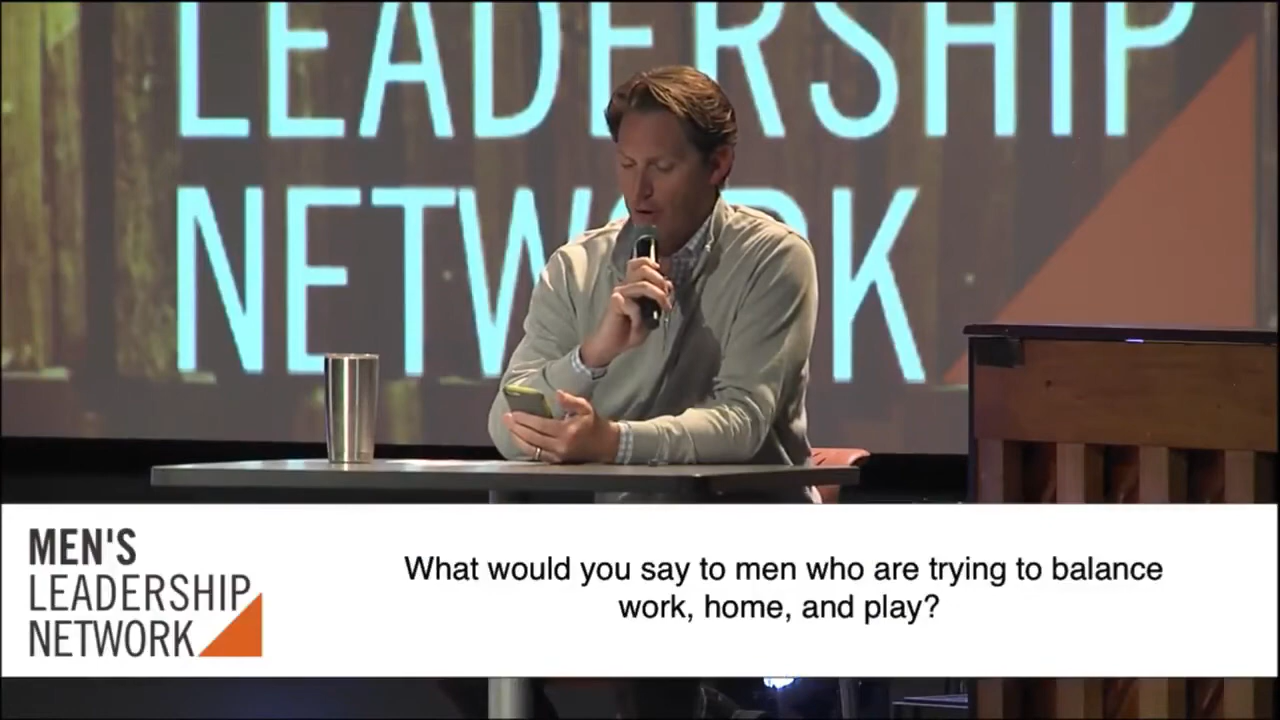 LEADERSHIP
NETWORK
MEN'S
LEADERSHIP
NETWORK
What would you say to men who are trying to balance
work, home, and play?